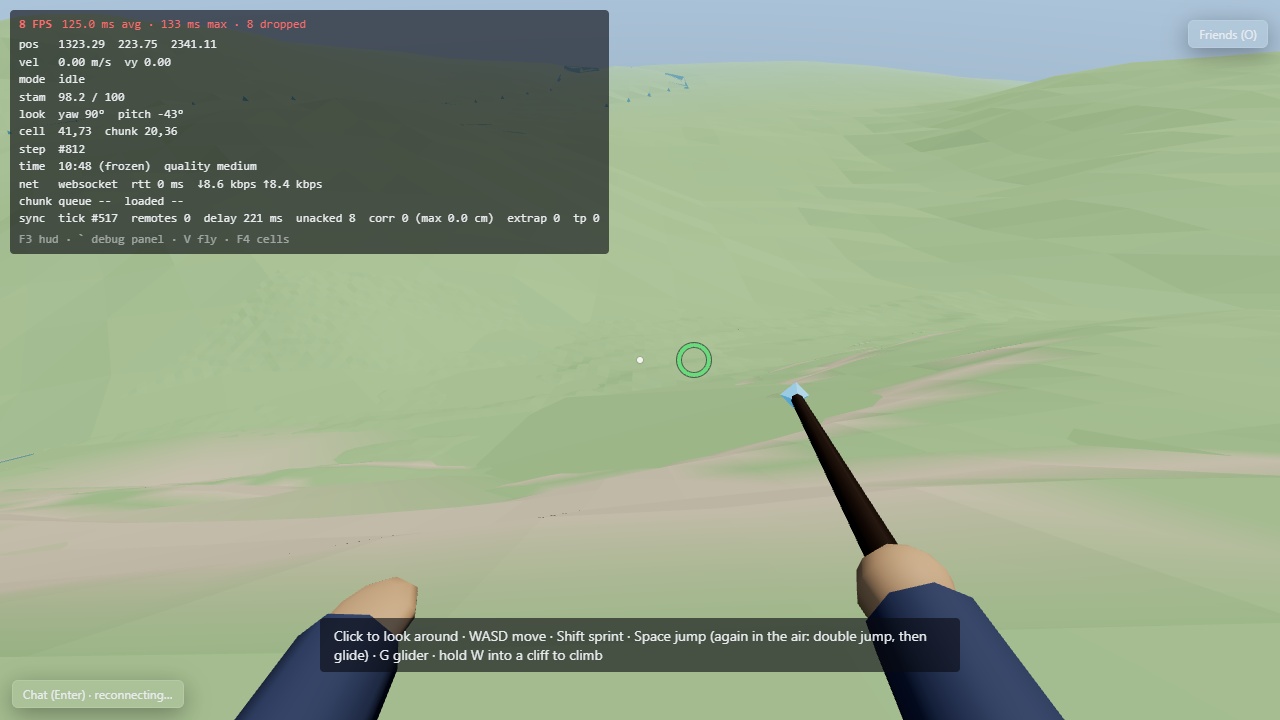 8 FPS 125.0 ms avg · 133 ms max · 8 dropped
pos 1323.29 223.75 2341.11
vel 0.00 m/s vy 0.00
mode idle
stam 98.2 / 100
look yaw 90° pitch -43°
cell 41,73 chunk 20,36
step #812
time 10:48 (frozen) quality medium
net websocket rtt 0 ms ↓8.6 kbps ↑8.4 kbps
chunk queue -- loaded --
sync tick #517 remotes 0 delay 221 ms unacked 8 corr 0 (max 0.0 cm) extrap 0 tp 0
F3 hud · ` debug panel · V fly · F4 cells
Friends (O)
Click to look around · WASD move · Shift sprint · Space jump (again in the air: double jump, then
glide) · G glider · hold W into a cliff to climb
Chat (Enter) · reconnecting...